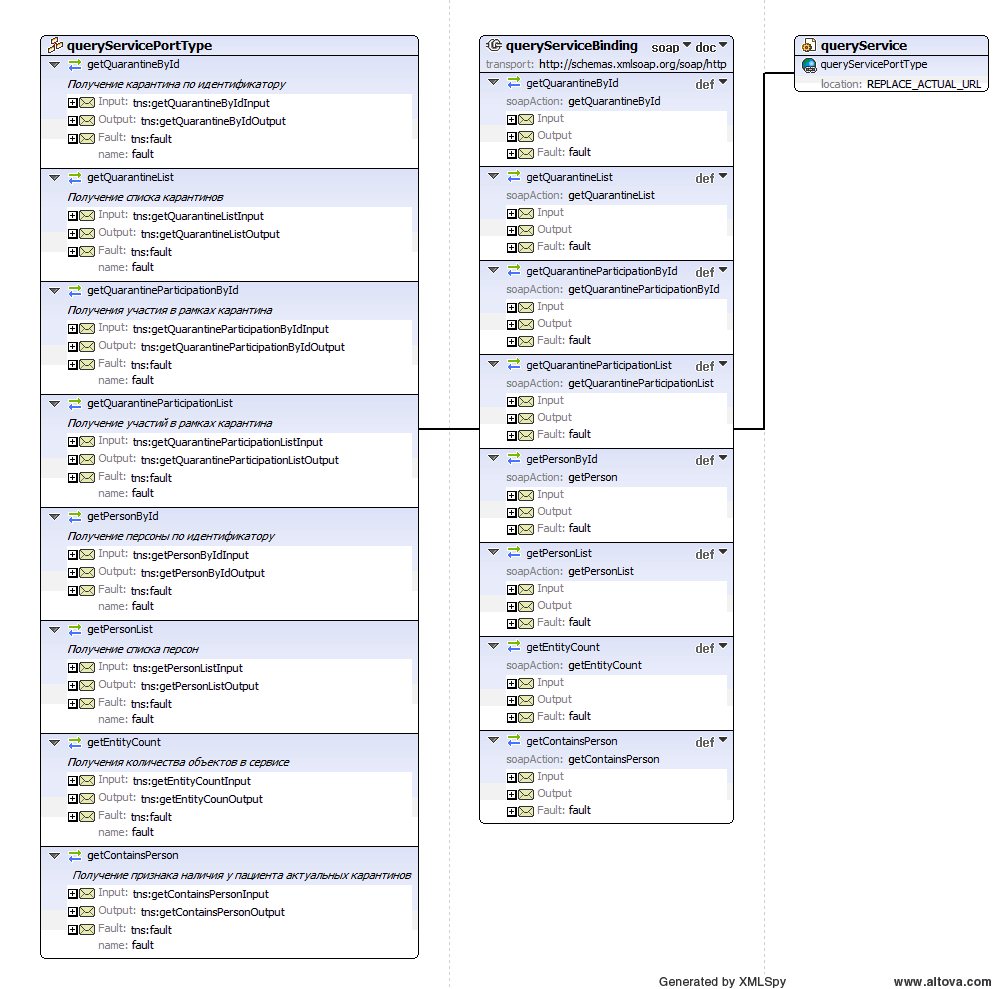 queryServicePortType
getQuarantineById
Получение карантина по идентификатору
Input: tns:getQuarantineByIdInput
Output: tns:getQuarantineByIdOutput
Fault: tns:fault
name: fault
getQuarantineList
Получение списка карантинов
Input: tns:getQuarantineListInput
Output: tns:getQuarantineListOutput
Fault: tns:fault
name: fault
getQuarantineParticipationById
Получения участия в рамках карантина
Input: tns:getQuarantineParticipationByIdInput
Output: tns:getQuarantineParticipationByIdOutput
Fault: tns:fault
name: fault
getQuarantineParticipationList
Получение участий в рамках карантина
Input: tns:getQuarantineParticipationListInput
Output: tns:getQuarantineParticipationListOutput
Fault: tns:fault
name: fault
getPersonById
Получение персоны по идентификатору
Input: tns:getPersonByIdInput
Output: tns:getPersonByIdOutput
Fault: tns:fault
name: fault
getPersonList
Получение списка персон
Input: tns:getPersonListInput
Output: tns:getPersonListOutput
Fault: tns:fault
name: fault
getEntityCount
Получения количества объектов в сервисе
Input: tns:getEntityCountInput
Output: tns:getEntityCounOutput
Fault: tns:fault
name: fault
getContainsPerson
Получение признака наличия у пациента актуальных карантинов
Input: tns:getContainsPersonInput
Output: tns:getContainsPersonOutput
Fault: tns:fault
name: fault
queryServiceBinding soap doc
transport: http://schemas.xmlsoap.org/soap/http
getQuarantineById def
soapAction: getQuarantineById
Input
Output
Fault: fault
getQuarantineList def
soapAction: getQuarantineList
Input
Output
Fault: fault
getQuarantineParticipationById def
soapAction: getQuarantineParticipationById
Input
Output
Fault: fault
getQuarantineParticipationList def
soapAction: getQuarantineParticipationList
Input
Output
Fault: fault
getPersonById def
soapAction: getPerson
Input
Output
Fault: fault
getPersonList def
soapAction: getPersonList
Input
Output
Fault: fault
getEntityCount def
soapAction: getEntityCount
Input
Output
Fault: fault
getContainsPerson def
soapAction: getContainsPerson
Input
Output
Fault: fault
queryService
queryServicePortType
location: REPLACE_ACTUAL_URL
Generated by XMLSpy
www.altova.com